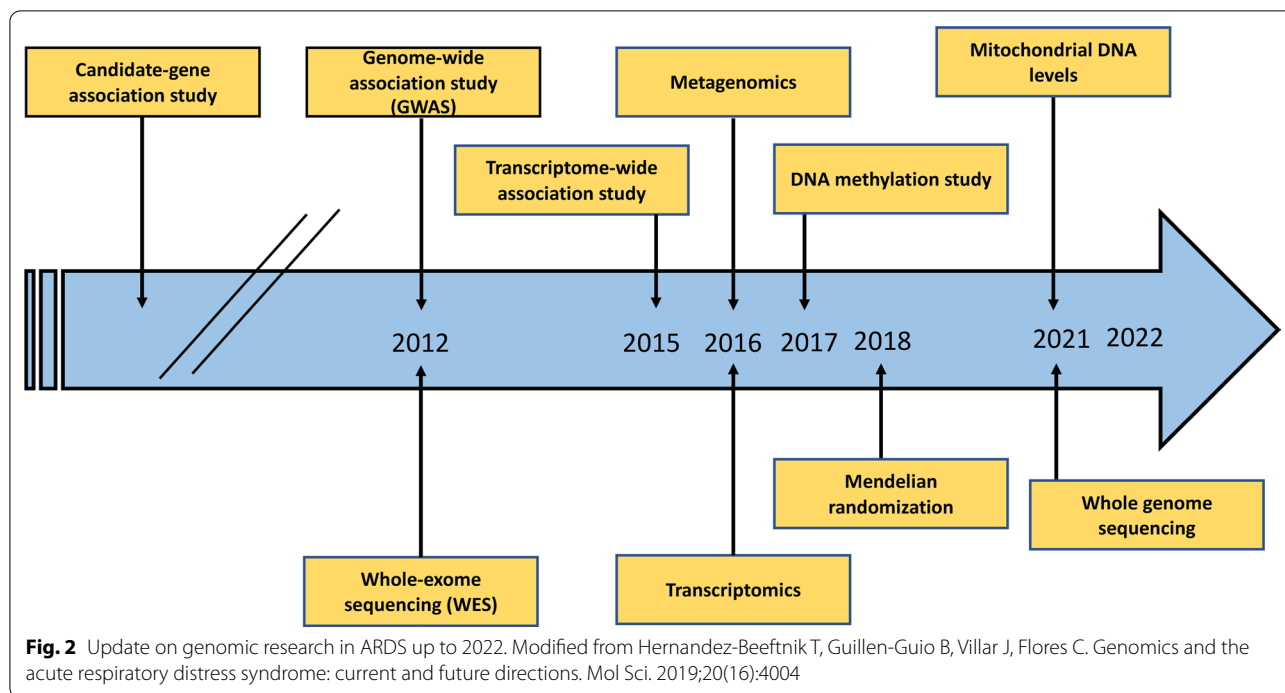 Candidate-gene
association study
Genome-wide
association study
(GWAS)
Metagenomics
Mitochondrial DNA
levels
Transcriptome-wide
association study
DNA methylation study
2012
2015
2016
2017
2018
2021
2022
Whole-exome
sequencing (WES)
Transcriptomics
Mendelian
randomization
Whole genome
sequencing
Fig. 2 Update on genomic research in ARDS up to 2022. Modified from Hernandez-Beeftnik T, Guillen-Guio B, Villar J, Flores C. Genomics and the
acute respiratory distress syndrome: current and future directions. Mol Sci. 2019;20(16):4004